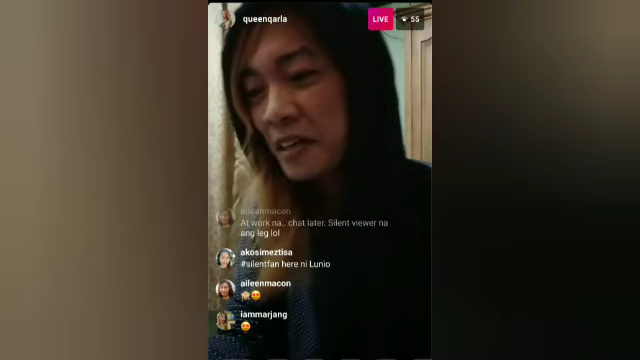 queenqarla
LIVE
55
aileenmacon
At work na.. chat later. Silent viewer na
ang leg lol
akosimeztisa
#silentfan here ni Lunio
aileenmacon
iammarjang